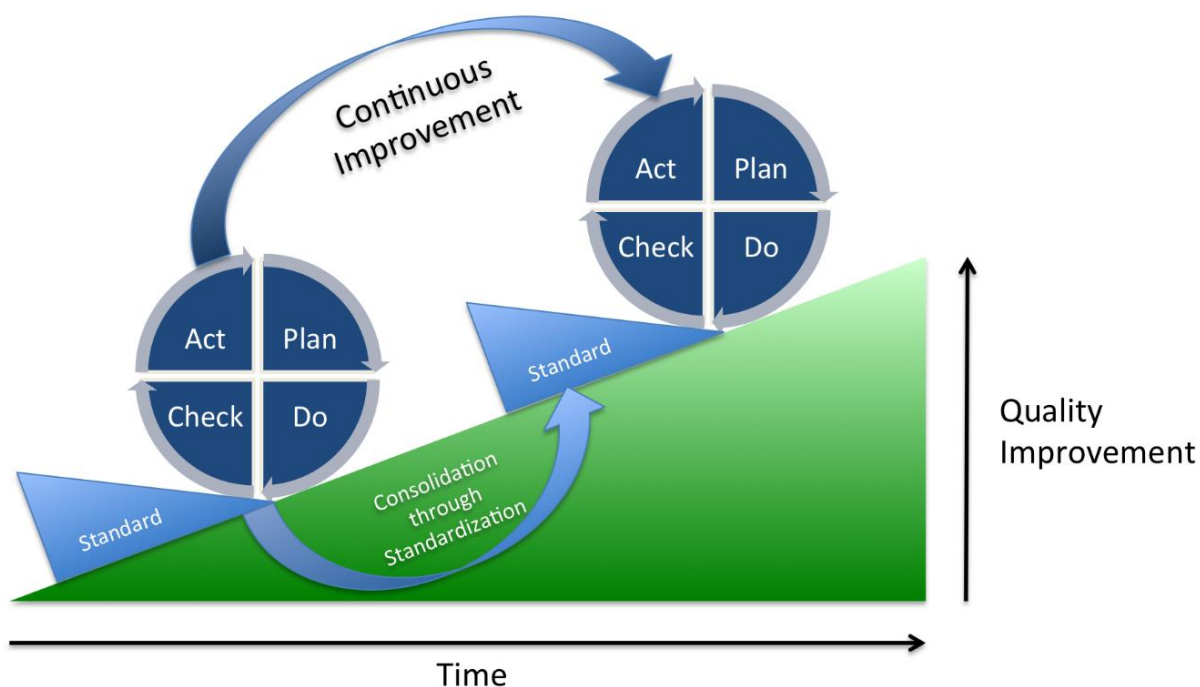 Continuous
Improvement
Act
Plan
Check
Do
Act
Plan
Check
Do
Standard
Standard
Consolidation
through
Standardization
Quality
Improvement
Time